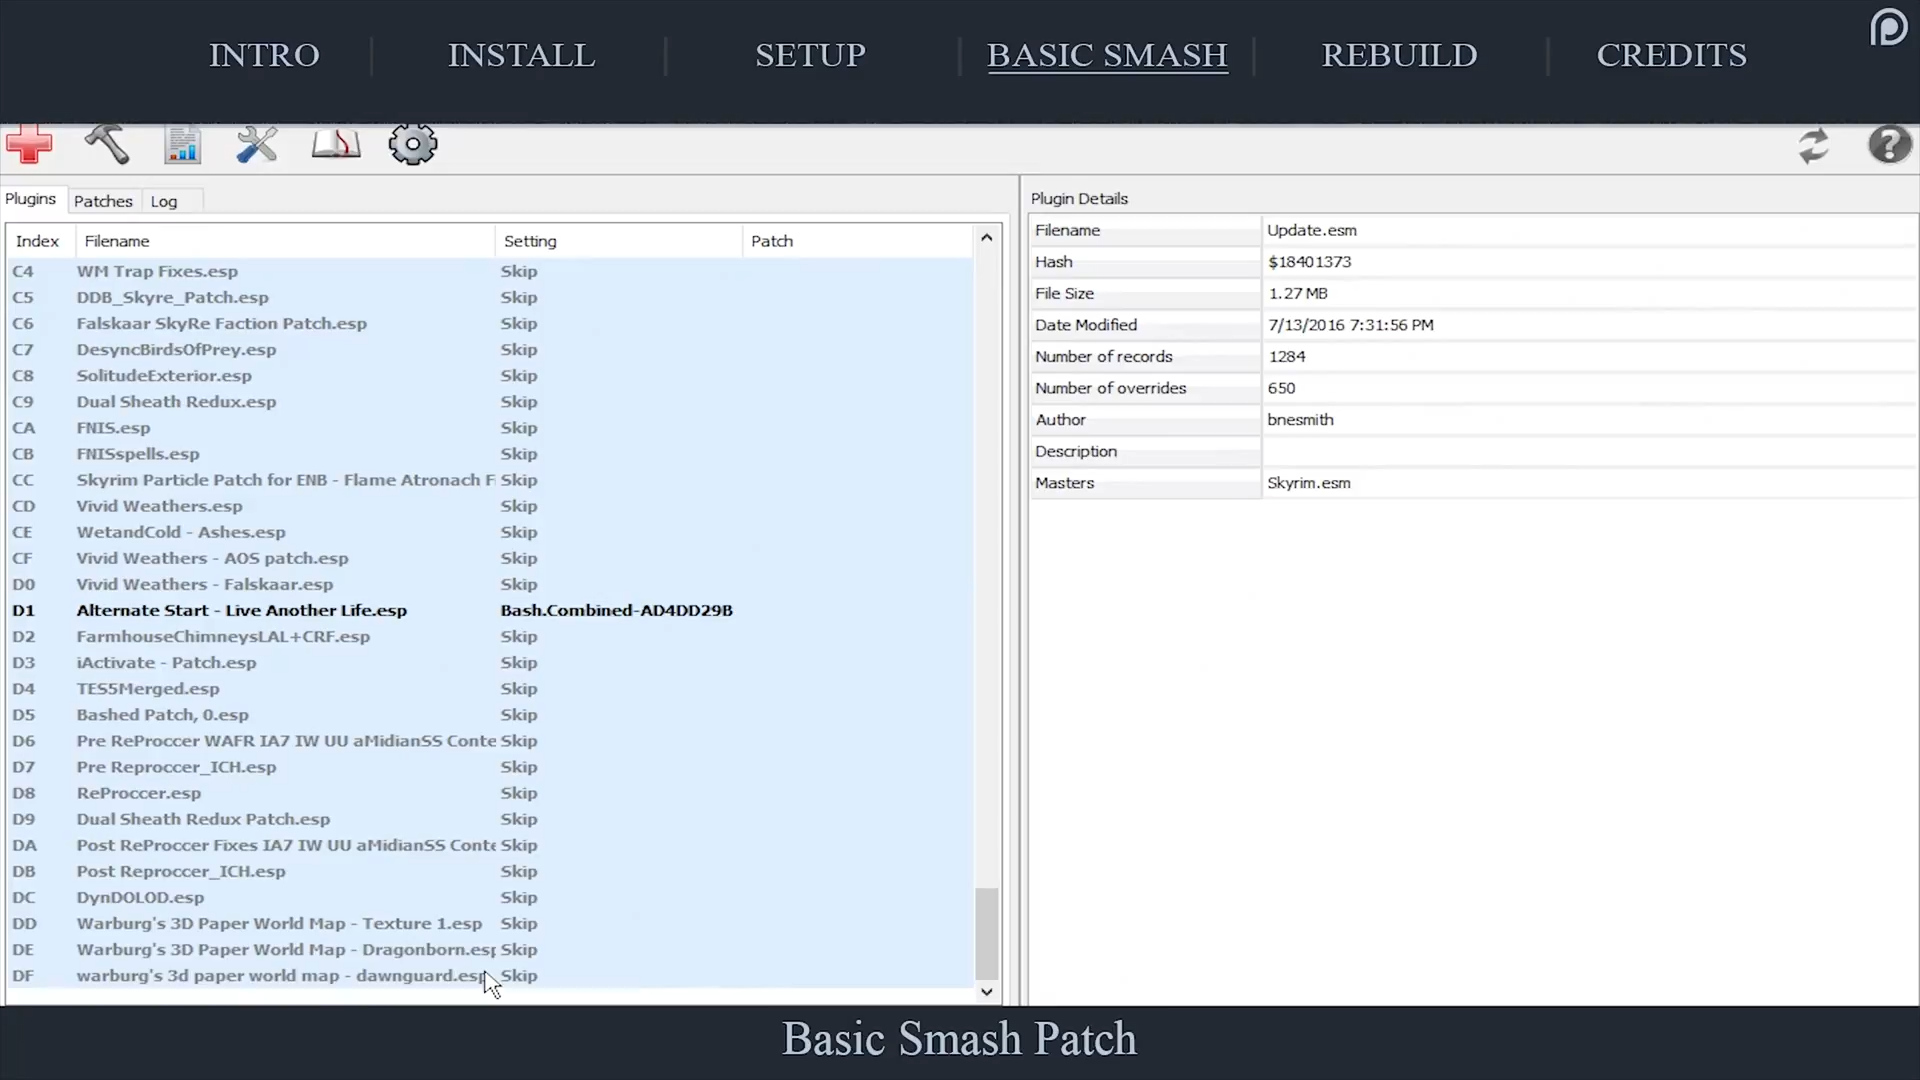 INTRO
INSTALL
SETUP
BASIC SMASH
REBUILD
CREDITS
Plugins
Patches
Log
Index Filename Setting Patch
C4 WM Trap Fixes.esp Skip
C5 DDB_Skyre_Patch.esp Skip
C6 Falskaar SkyRe Faction Patch.esp Skip
C7 DesyncBirdsOfPrey.esp Skip
C8 SolitudeExterior.esp Skip
C9 Dual Sheath Redux.esp Skip
CA FNIS.esp Skip
CB FNISspells.esp Skip
CC Skyrim Particle Patch for ENB - Flame Atronach F Skip
CD Vivid Weathers.esp Skip
CE WetandCold - Ashes.esp Skip
CF Vivid Weathers - AOS patch.esp Skip
D0 Vivid Weathers - Falskaar.esp Skip
D1 Alternate Start - Live Another Life.esp Bash.Combined-AD4DD29B
D2 FarmhouseChimneysLAL+CRF.esp Skip
D3 iActivate - Patch.esp Skip
D4 TES5Merged.esp Skip
D5 Bashed Patch, 0.esp Skip
D6 Pre ReProccer WAFR IA7 IW UU aMidianSS Conte Skip
D7 Pre Reproccer_ICH.esp Skip
D8 ReProccer.esp Skip
D9 Dual Sheath Redux Patch.esp Skip
DA Post ReProccer Fixes IA7 IW UU aMidianSS Conte Skip
DB Post Reproccer_ICH.esp Skip
DC DynDOLOD.esp Skip
DD Warburg's 3D Paper World Map - Texture 1.esp Skip
DE Warburg's 3D Paper World Map - Dragonborn.esp Skip
DF warburg's 3d paper world map - dawnguard.esp Skip
Plugin Details
Filename Update.esm
Hash $18401373
File Size 1.27 MB
Date Modified 7/13/2016 7:31:56 PM
Number of records 1284
Number of overrides 650
Author bnesmith
Description
Masters Skyrim.esm
Basic Smash Patch